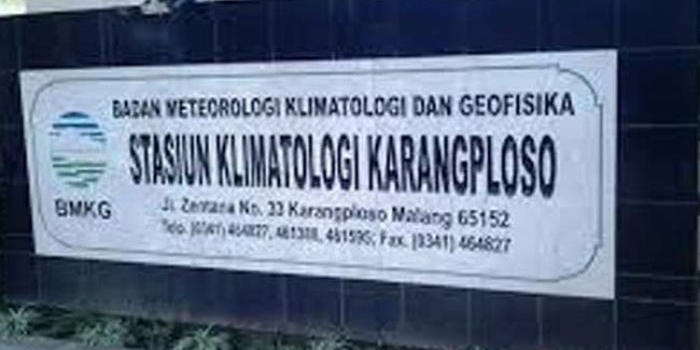 BADAN METEOROLOGI KLIMATOLOGI DAN GEOFISIKA
STASIUN KLIMATOLOGI KARANGPLOSO
BMKG
Jl. Zentana No. 33 Karangploso Malang 65152
Telp. (0341) 464827, 461388, 461595; Fax. (0341) 464827